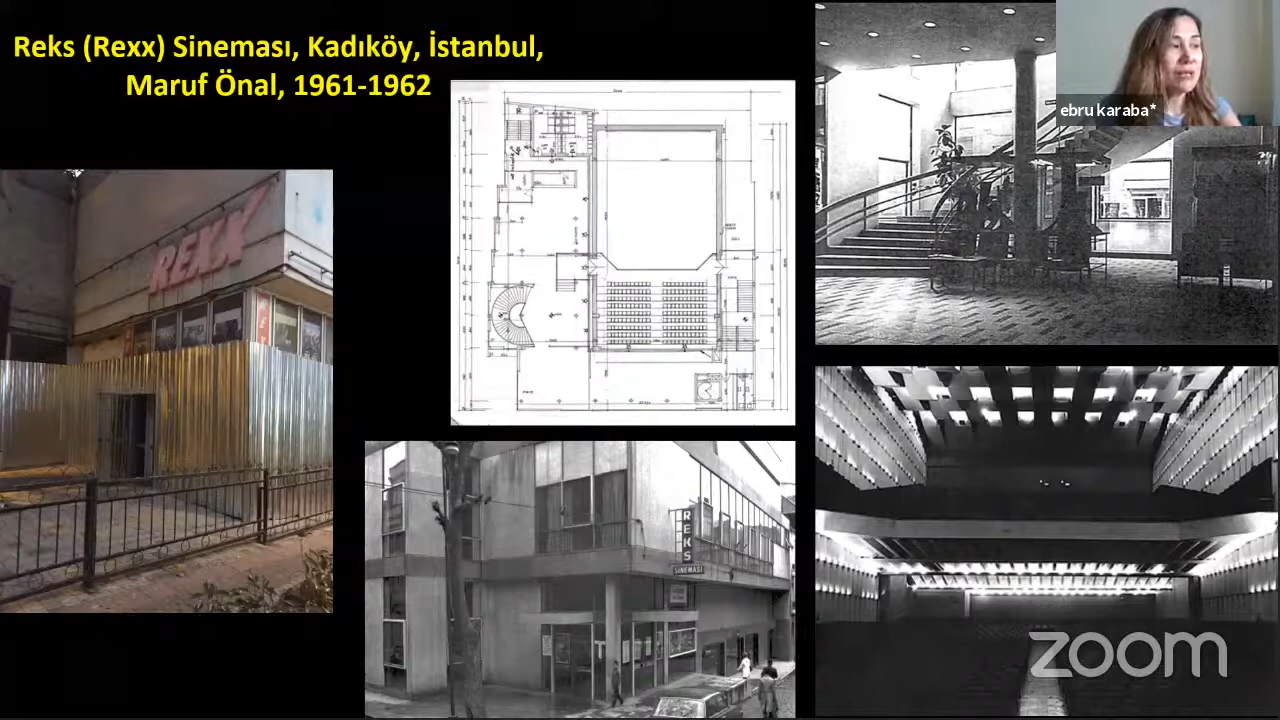 Reks (Rexx) Sineması, Kadıköy, İstanbul,
Maruf Önal, 1961-1962
ebru karaba*
REXX
REKS
SİNEMASI
zoom